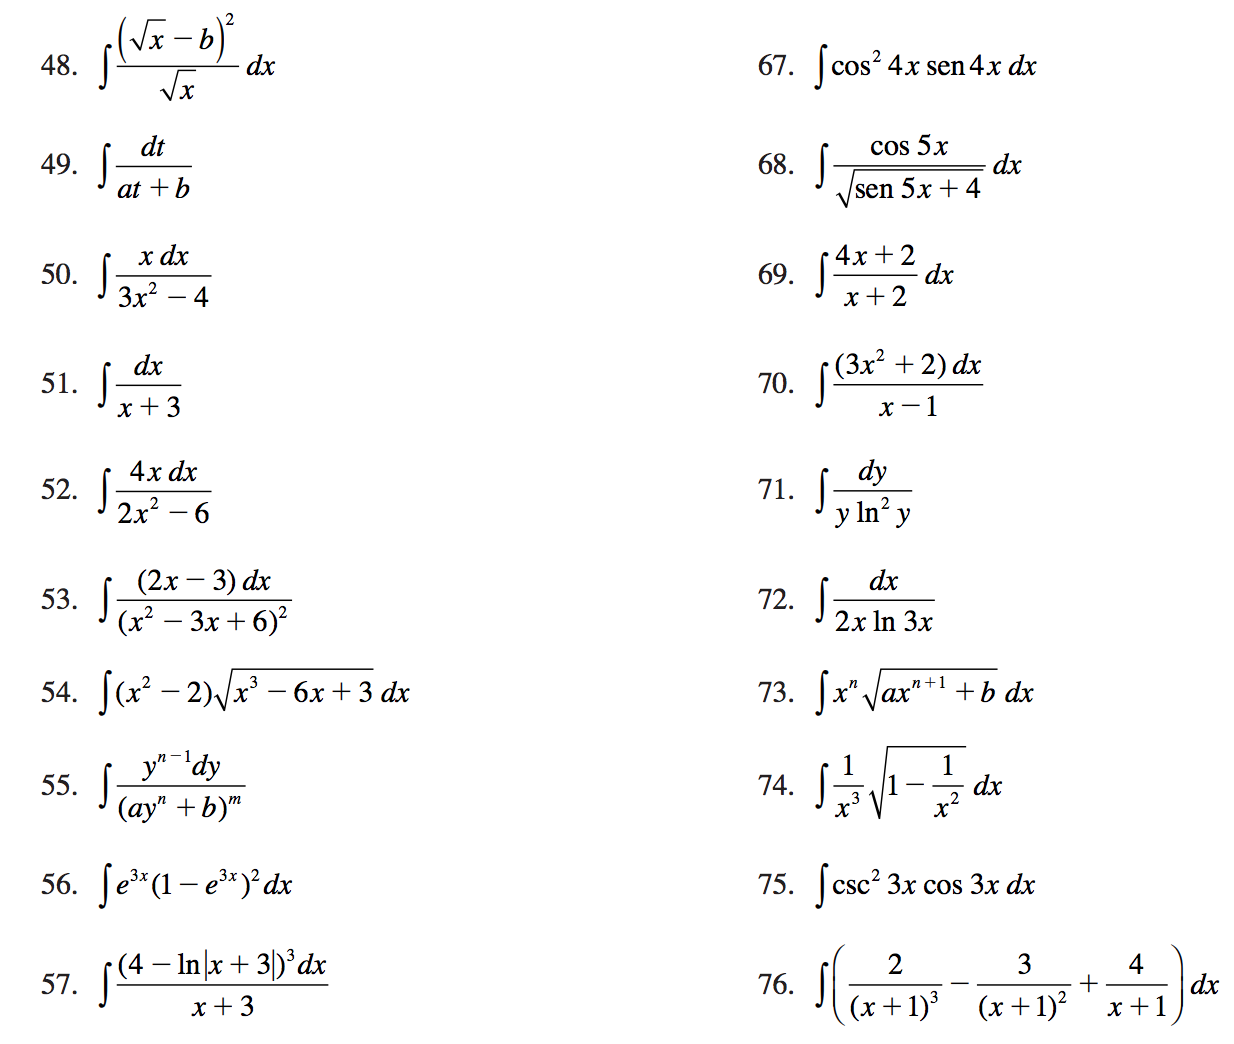 48. ∫ (√x − b)² / √x dx
49. ∫ dt / (at + b)
50. ∫ x dx / (3x² − 4)
51. ∫ dx / (x + 3)
52. ∫ 4x dx / (2x² − 6)
53. ∫ (2x − 3) dx / (x² − 3x + 6)²
54. ∫ (x² − 2)√(x³ − 6x + 3) dx
55. ∫ yⁿ⁻¹dy / (ayⁿ + b)ᵐ
56. ∫ e³ˣ(1 − e³ˣ)² dx
57. ∫ (4 − ln|x + 3|)³ dx / (x + 3)
67. ∫ cos² 4x sen 4x dx
68. ∫ cos 5x / √(sen 5x + 4) dx
69. ∫ (4x + 2) / (x + 2) dx
70. ∫ (3x² + 2) dx / (x − 1)
71. ∫ dy / (y ln² y)
72. ∫ dx / (2x ln 3x)
73. ∫ xⁿ √(axⁿ⁺¹ + b) dx
74. ∫ 1/x³ √(1 − 1/x²) dx
75. ∫ csc² 3x cos 3x dx
76. ∫ (2/(x + 1)³ − 3/(x + 1)² + 4/(x + 1)) dx